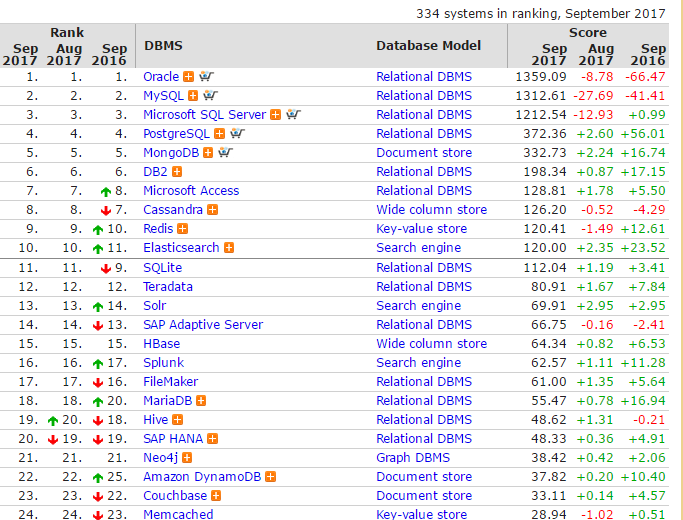 334 systems in ranking, September 2017
Rank Score
Sep Aug Sep DBMS Database Model Sep Aug Sep
2017 2017 2016 2017 2017 2016
1. 1. 1. Oracle Relational DBMS 1359.09 -8.78 -66.47
2. 2. 2. MySQL Relational DBMS 1312.61 -27.69 -41.41
3. 3. 3. Microsoft SQL Server Relational DBMS 1212.54 -12.93 +0.99
4. 4. 4. PostgreSQL Relational DBMS 372.36 +2.60 +56.01
5. 5. 5. MongoDB Document store 332.73 +2.24 +16.74
6. 6. 6. DB2 Relational DBMS 198.34 +0.87 +17.15
7. 7. 8. Microsoft Access Relational DBMS 128.81 +1.78 +5.50
8. 8. 7. Cassandra Wide column store 126.20 -0.52 -4.29
9. 9. 10. Redis Key-value store 120.41 -1.49 +12.61
10. 10. 11. Elasticsearch Search engine 120.00 +2.35 +23.52
11. 11. 9. SQLite Relational DBMS 112.04 +1.19 +3.41
12. 12. 12. Teradata Relational DBMS 80.91 +1.67 +7.84
13. 13. 14. Solr Search engine 69.91 +2.95 +2.95
14. 14. 13. SAP Adaptive Server Relational DBMS 66.75 -0.16 -2.41
15. 15. 15. HBase Wide column store 64.34 +0.82 +6.53
16. 16. 17. Splunk Search engine 62.57 +1.11 +11.28
17. 17. 16. FileMaker Relational DBMS 61.00 +1.35 +5.64
18. 18. 20. MariaDB Relational DBMS 55.47 +0.78 +16.94
19. 20. 18. Hive Relational DBMS 48.62 +1.31 -0.21
20. 19. 19. SAP HANA Relational DBMS 48.33 +0.36 +4.91
21. 21. 21. Neo4j Graph DBMS 38.42 +0.42 +2.06
22. 22. 25. Amazon DynamoDB Document store 37.82 +0.20 +10.40
23. 23. 22. Couchbase Document store 33.11 +0.14 +4.57
24. 24. 23. Memcached Key-value store 28.94 -1.02 +0.51